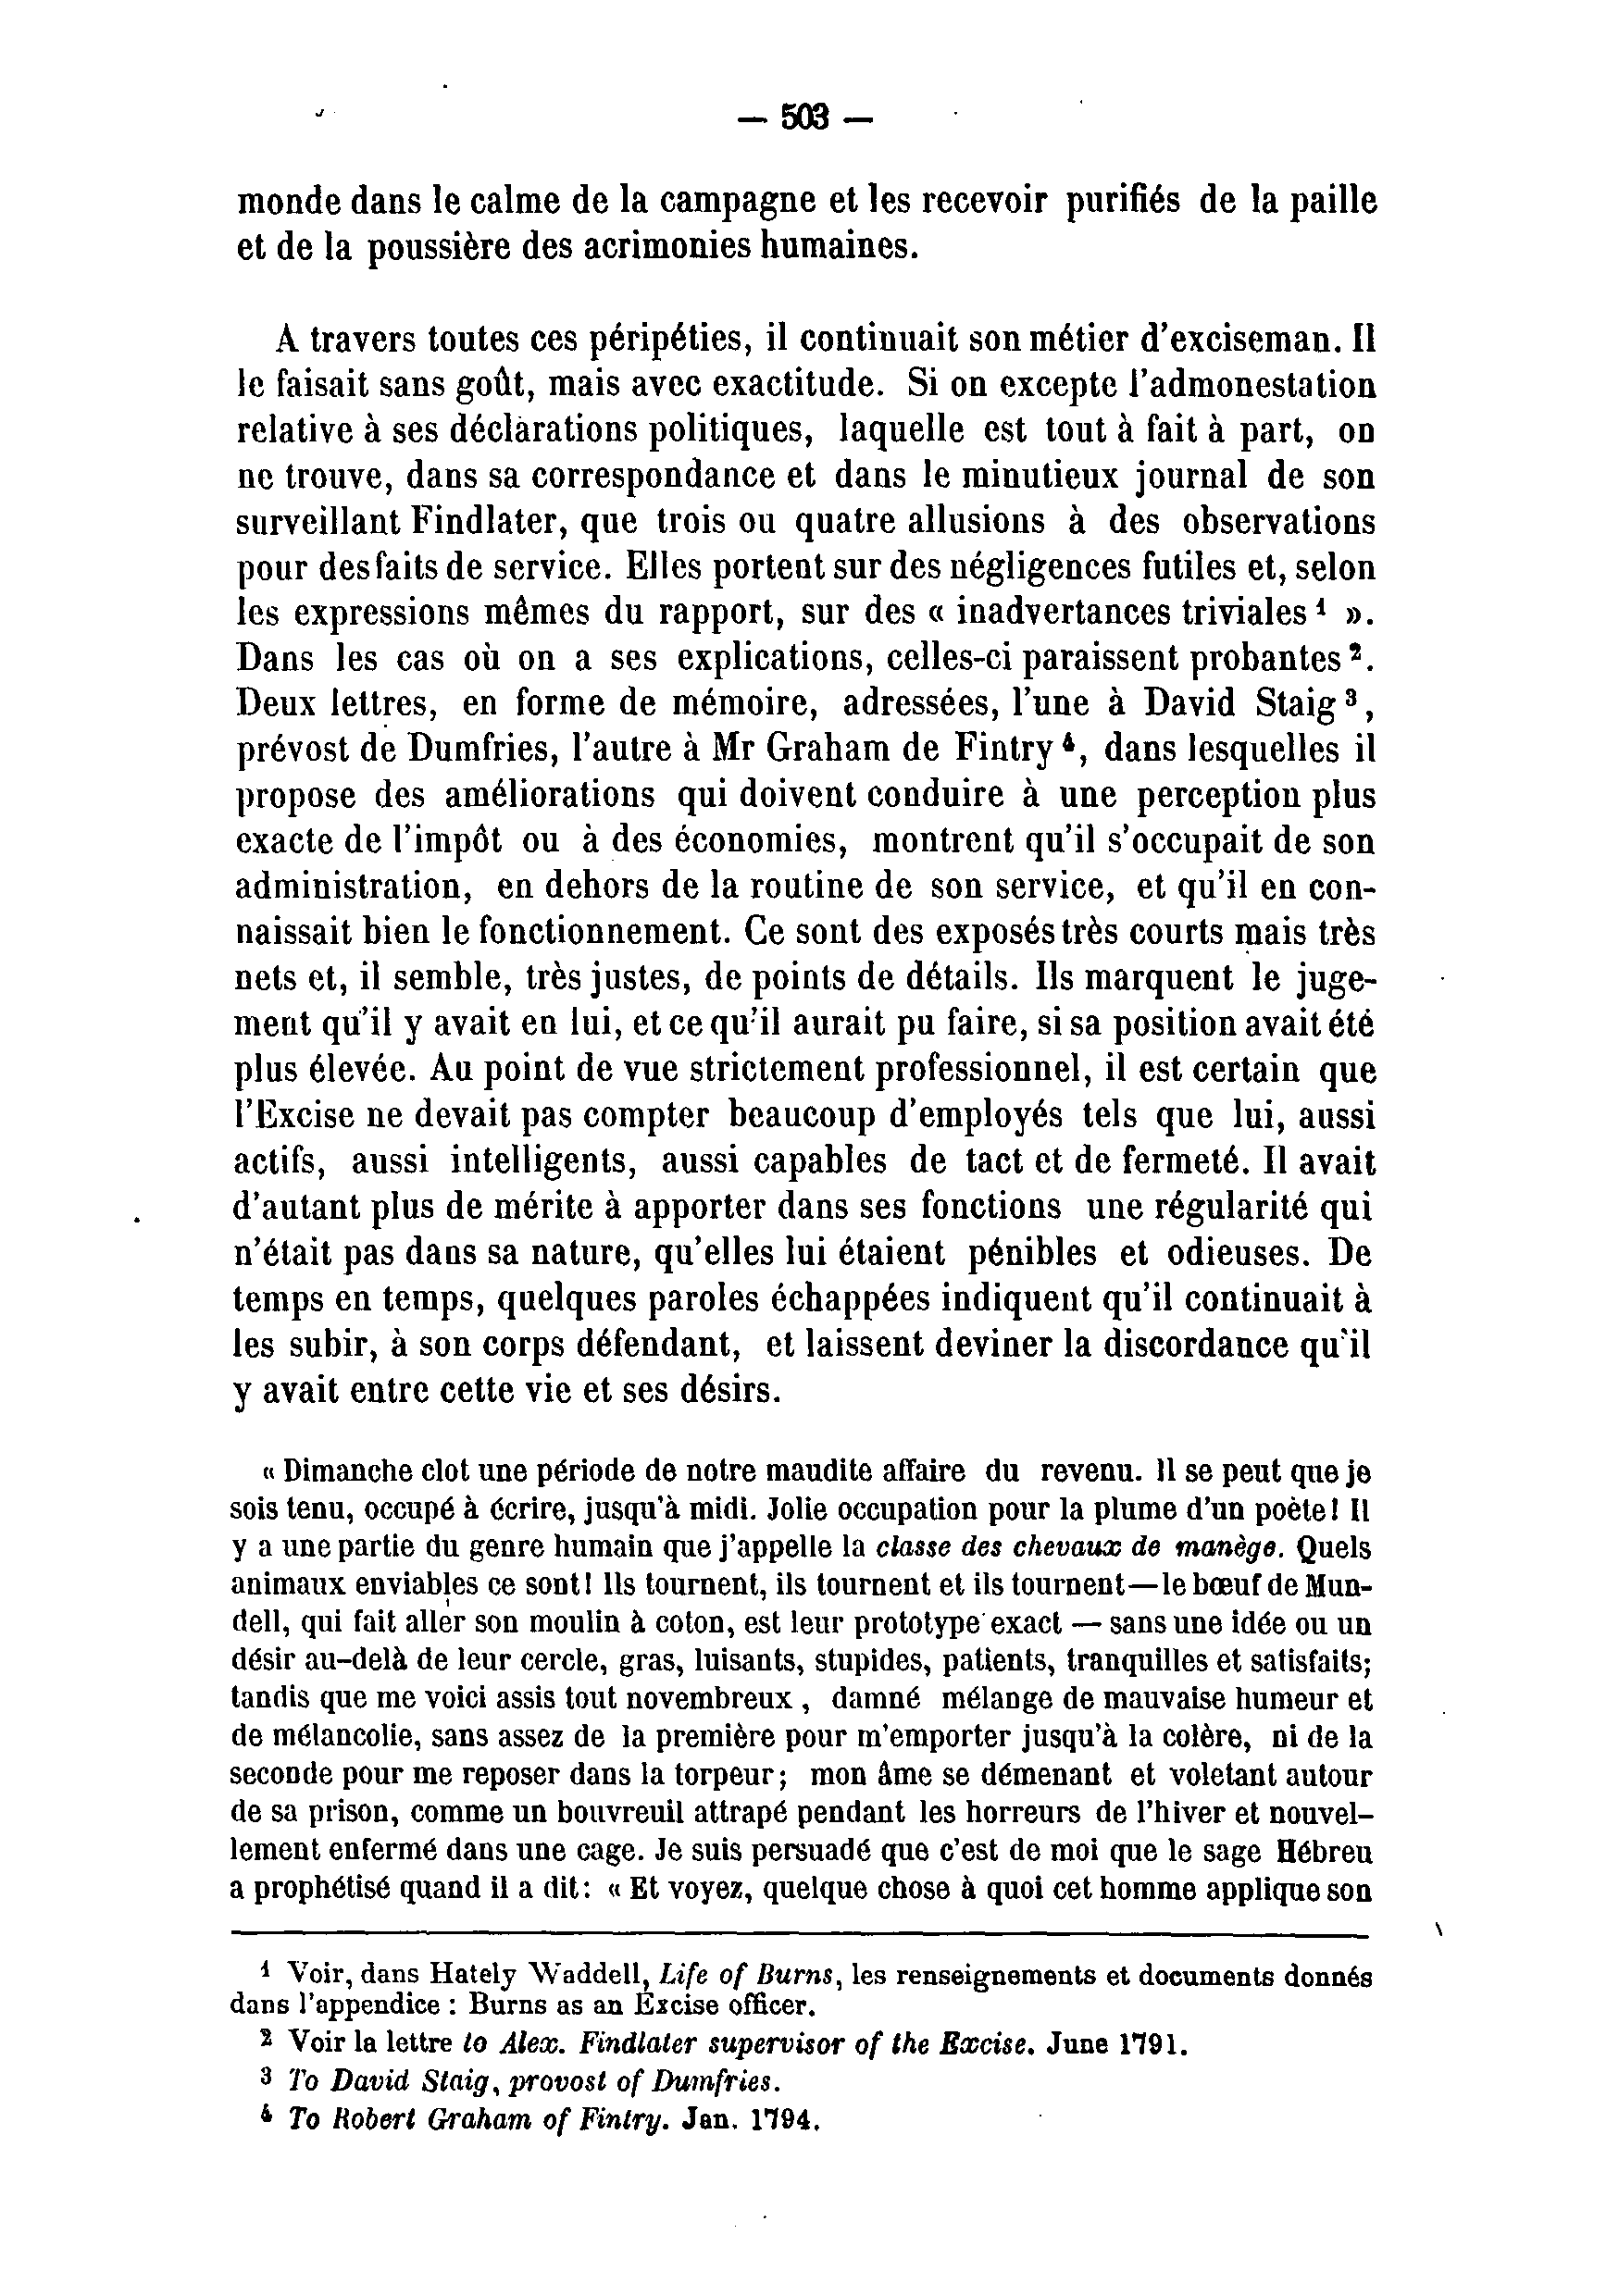 — 503 —
monde dans le calme de la campagne et les recevoir purifiés de la paille
et de la poussière des acrimonies humaines.
A travers toutes ces péripéties, il continuait son métier d'exciseman. Il
le faisait sans goût, mais avec exactitude. Si on excepte l'admonestation
relative à ses déclarations politiques, laquelle est tout à fait à part, on
ne trouve, dans sa correspondance et dans le minutieux journal de son
surveillant Findlater, que trois ou quatre allusions à des observations
pour des faits de service. Elles portent sur des négligences futiles et, selon
les expressions mêmes du rapport, sur des « inadvertances triviales ¹ ».
Dans les cas où on a ses explications, celles-ci paraissent probantes ².
Deux lettres, en forme de mémoire, adressées, l'une à David Staig ³,
prévost de Dumfries, l'autre à Mr Graham de Fintry ⁴, dans lesquelles il
propose des améliorations qui doivent conduire à une perception plus
exacte de l'impôt ou à des économies, montrent qu'il s'occupait de son
administration, en dehors de la routine de son service, et qu'il en con-
naissait bien le fonctionnement. Ce sont des exposés très courts mais très
nets et, il semble, très justes, de points de détails. Ils marquent le juge-
ment qu'il y avait en lui, et ce qu'il aurait pu faire, si sa position avait été
plus élevée. Au point de vue strictement professionnel, il est certain que
l'Excise ne devait pas compter beaucoup d'employés tels que lui, aussi
actifs, aussi intelligents, aussi capables de tact et de fermeté. Il avait
d'autant plus de mérite à apporter dans ses fonctions une régularité qui
n'était pas dans sa nature, qu'elles lui étaient pénibles et odieuses. De
temps en temps, quelques paroles échappées indiquent qu'il continuait à
les subir, à son corps défendant, et laissent deviner la discordance qu'il
y avait entre cette vie et ses désirs.
« Dimanche clot une période de notre maudite affaire du revenu. Il se peut que je
sois tenu, occupé à écrire, jusqu'à midi. Jolie occupation pour la plume d'un poète! Il
y a une partie du genre humain que j'appelle la classe des chevaux de manège. Quels
animaux enviables ce sont! Ils tournent, ils tournent et ils tournent—le bœuf de Mun-
dell, qui fait aller son moulin à coton, est leur prototype exact — sans une idée ou un
désir au-delà de leur cercle, gras, luisants, stupides, patients, tranquilles et satisfaits;
tandis que me voici assis tout novembreux, damné mélange de mauvaise humeur et
de mélancolie, sans assez de la première pour m'emporter jusqu'à la colère, ni de la
seconde pour me reposer dans la torpeur; mon âme se démenant et voletant autour
de sa prison, comme un bouvreuil attrapé pendant les horreurs de l'hiver et nouvel-
lement enfermé dans une cage. Je suis persuadé que c'est de moi que le sage Hébreu
a prophétisé quand il a dit: « Et voyez, quelque chose à quoi cet homme applique son
¹ Voir, dans Hately Waddell, Life of Burns, les renseignements et documents donnés
dans l'appendice : Burns as an Excise officer.
² Voir la lettre to Alex. Findlater supervisor of the Excise. June 1791.
³ To David Staig, provost of Dumfries.
⁴ To Robert Graham of Fintry. Jan. 1794.